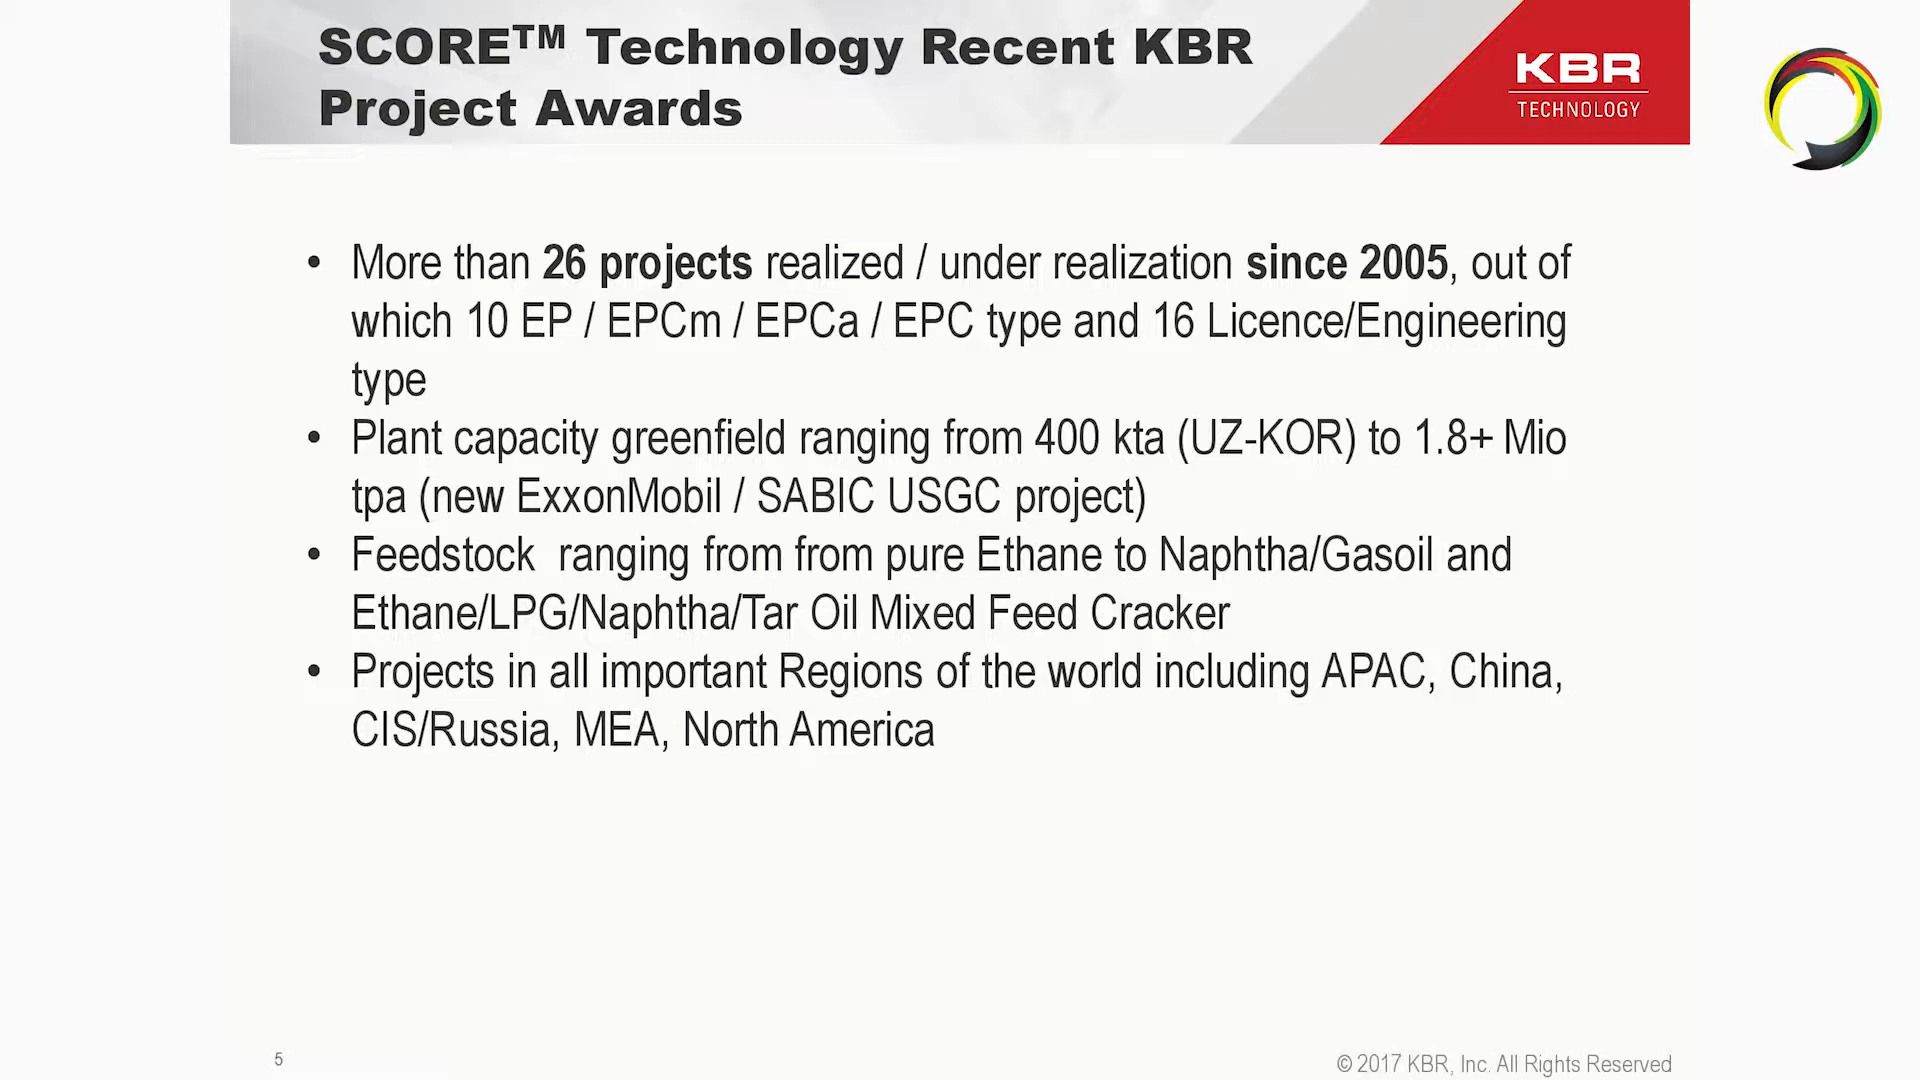 SCORE™ Technology Recent KBR
Project Awards
KBR
TECHNOLOGY
• More than 26 projects realized / under realization since 2005, out of
which 10 EP / EPCm / EPCa / EPC type and 16 Licence/Engineering
type
• Plant capacity greenfield ranging from 400 kta (UZ-KOR) to 1.8+ Mio
tpa (new ExxonMobil / SABIC USGC project)
• Feedstock  ranging from from pure Ethane to Naphtha/Gasoil and
Ethane/LPG/Naphtha/Tar Oil Mixed Feed Cracker
• Projects in all important Regions of the world including APAC, China,
CIS/Russia, MEA, North America
5
© 2017 KBR, Inc. All Rights Reserved